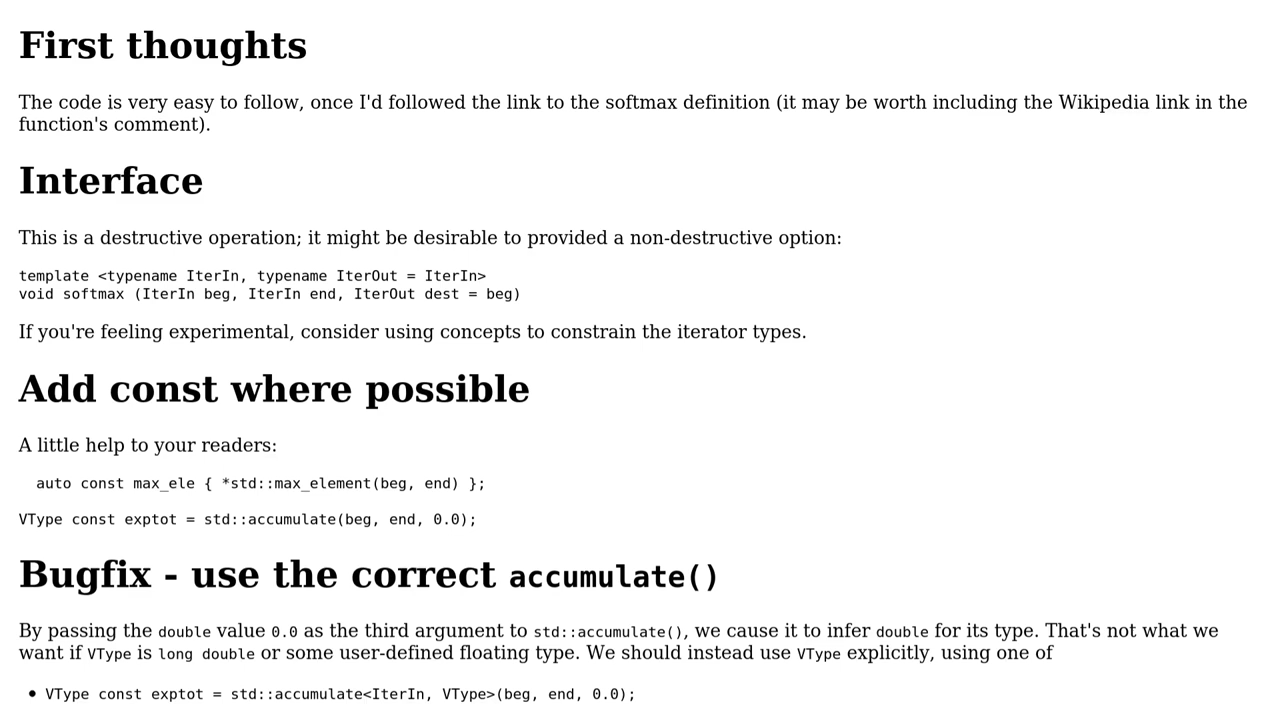 First thoughts
The code is very easy to follow, once I'd followed the link to the softmax definition (it may be worth including the Wikipedia link in the
function's comment).
Interface
This is a destructive operation; it might be desirable to provided a non-destructive option:
template <typename IterIn, typename IterOut = IterIn>
void softmax (IterIn beg, IterIn end, IterOut dest = beg)
If you're feeling experimental, consider using concepts to constrain the iterator types.
Add const where possible
A little help to your readers:
  auto const max_ele { *std::max_element(beg, end) };
VType const exptot = std::accumulate(beg, end, 0.0);
Bugfix - use the correct accumulate()
By passing the double value 0.0 as the third argument to std::accumulate(), we cause it to infer double for its type. That's not what we
want if VType is long double or some user-defined floating type. We should instead use VType explicitly, using one of
• VType const exptot = std::accumulate<IterIn, VType>(beg, end, 0.0);